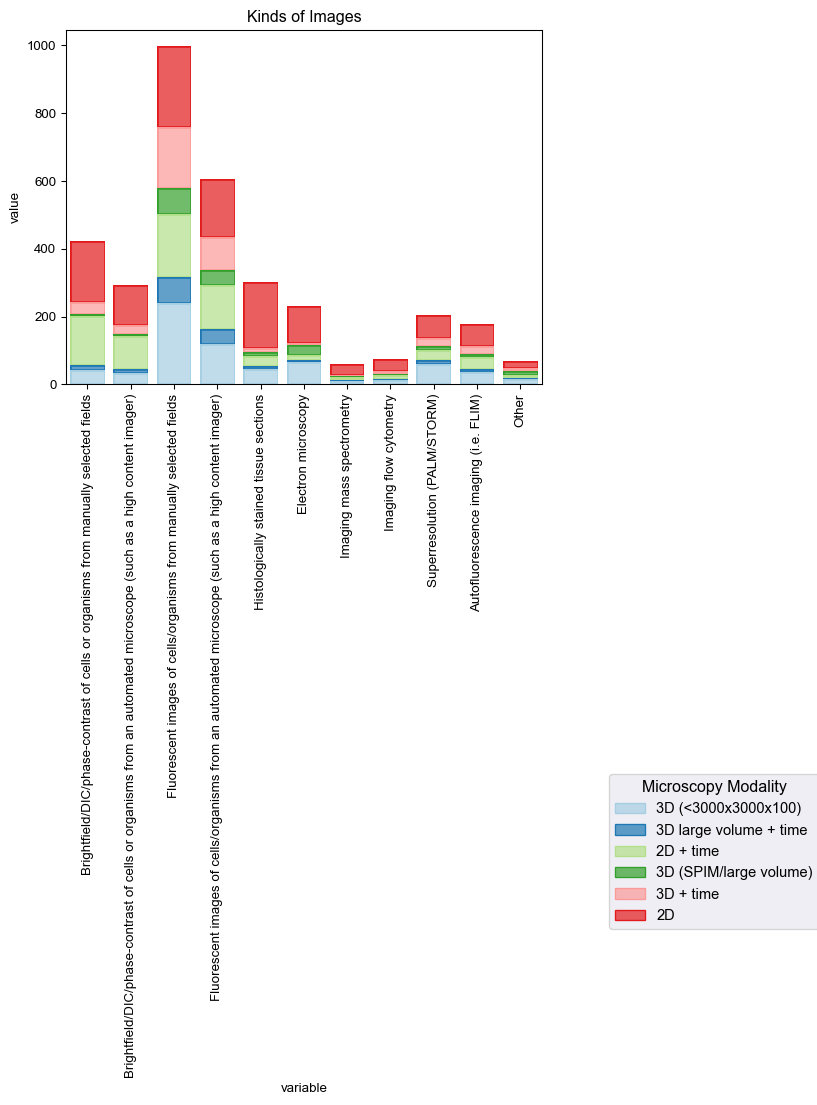 Kinds of Images
1000
800
600
400
200
0
value
Brightfield/DIC/phase-contrast of cells or organisms from manually selected fields
Brightfield/DIC/phase-contrast of cells or organisms from an automated microscope (such as a high content imager)
Fluorescent images of cells/organisms from manually selected fields
Fluorescent images of cells/organisms from an automated microscope (such as a high content imager)
Histologically stained tissue sections
Electron microscopy
Imaging mass spectrometry
Imaging flow cytometry
Superresolution (PALM/STORM)
Autofluorescence imaging (i.e. FLIM)
Other
variable
Microscopy Modality
3D (<3000x3000x100)
3D large volume + time
2D + time
3D (SPIM/large volume)
3D + time
2D